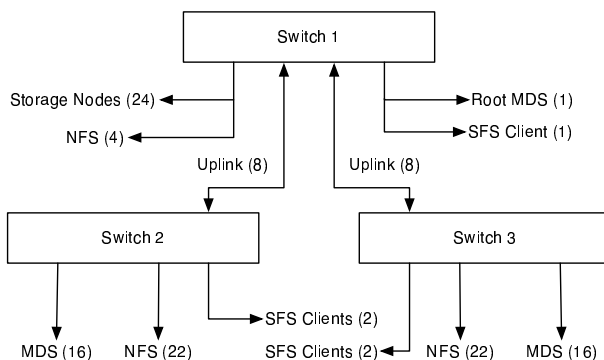 Switch 1
Storage Nodes (24)
Root MDS (1)
NFS (4)
SFS Client (1)
Uplink (8)
Uplink (8)
Switch 2
Switch 3
SFS Clients (2)
MDS (16)
NFS (22)
SFS Clients (2)
NFS (22)
MDS (16)